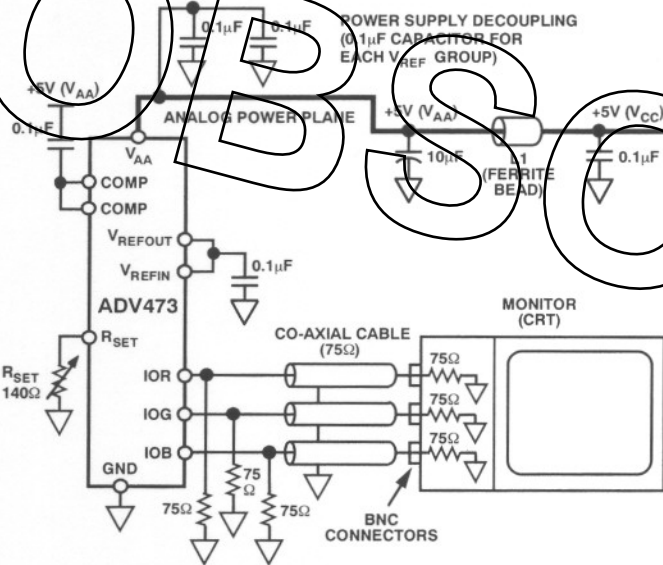 0.1µF
0.1µF
POWER SUPPLY DECOUPLING
(0.1µF CAPACITOR FOR
EACH VREF GROUP)
+5V (VAA)
0.1µF
VAA
ANALOG POWER PLANE
+5V (VAA)
+5V (VCC)
10µF
L1
(FERRITE
BEAD)
0.1µF
COMP
COMP
VREFOUT
VREFIN
0.1µF
ADV473
RSET
RSET
140Ω
IOR
IOG
IOB
GND
CO-AXIAL CABLE
(75Ω)
MONITOR
(CRT)
75Ω
75Ω
75Ω
75Ω
75
Ω
75Ω
BNC
CONNECTORS
OBSO